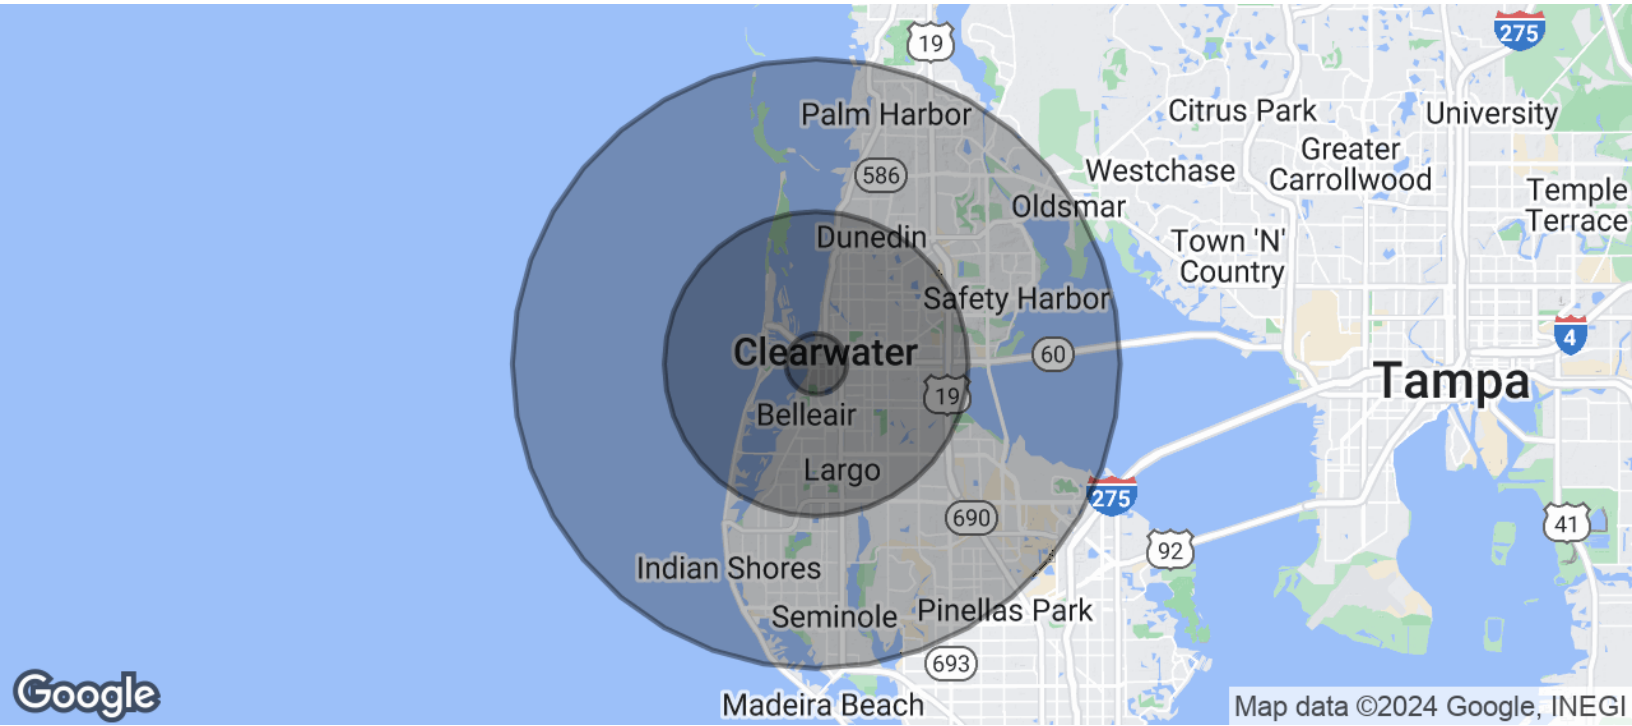 19
275
Palm Harbor
Citrus Park
University
Greater
Carrollwood
586
Westchase
Temple
Terrace
Oldsmar
Dunedin
Town 'N'
Country
Safety Harbor
Clearwater
60
4
19
Tampa
Belleair
Largo
275
690
41
92
Indian Shores
Seminole
Pinellas Park
693
Google
Madeira Beach
Map data ©2024 Google, INEGI